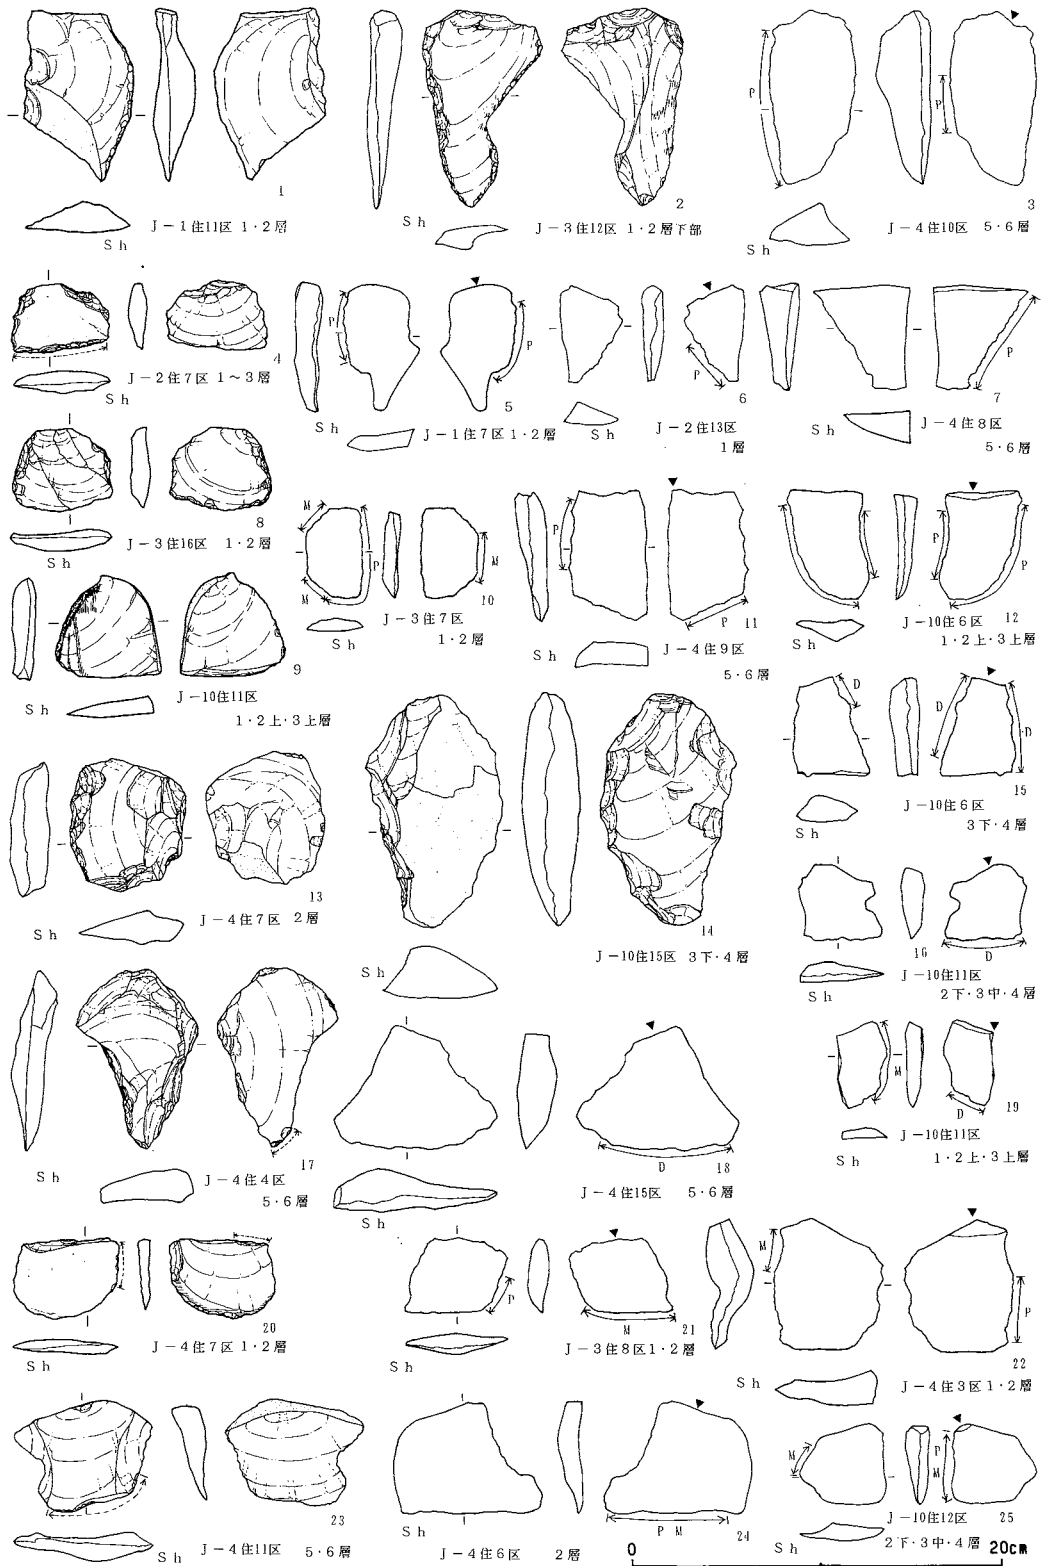 1
Sh
J－1住11区 1・2層
2
Sh
J－3住12区 1・2層下部
P
P
3
Sh
J－4住10区 5・6層
4
J－2住7区 1～3層
Sh
P
P
5
Sh
J－1住7区 1・2層
P
6
Sh
J－2住13区
1層
P
7
Sh
J－4住8区
5・6層
8
J－3住16区 1・2層
Sh
9
J－10住11区
Sh
1・2上・3上層
M
P
M
M
10
Sh
J－3住7区
1・2層
P
P
11
Sh
J－4住9区
5・6層
P
P
12
Sh
J－10住6区
1・2上・3上層
13
Sh
J－4住7区 2層
14
J－10住15区 3下・4層
Sh
D
D
D
15
J－10住6区
Sh
3下・4層
D
16
J－10住11区
Sh
2下・3中・4層
17
Sh
J－4住4区
5・6層
D
18
J－4住15区 5・6層
Sh
M
D
19
J－10住11区
Sh
1・2上・3上層
20
J－4住7区 1・2層
Sh
P
M
21
J－3住8区1・2層
Sh
M
P
22
Sh
J－4住3区1・2層
23
Sh
J－4住11区 5・6層
P M
24
Sh
J－4住6区 2層
M
P
M
25
J－10住12区
2下・3中・4層
Sh
0 20cm